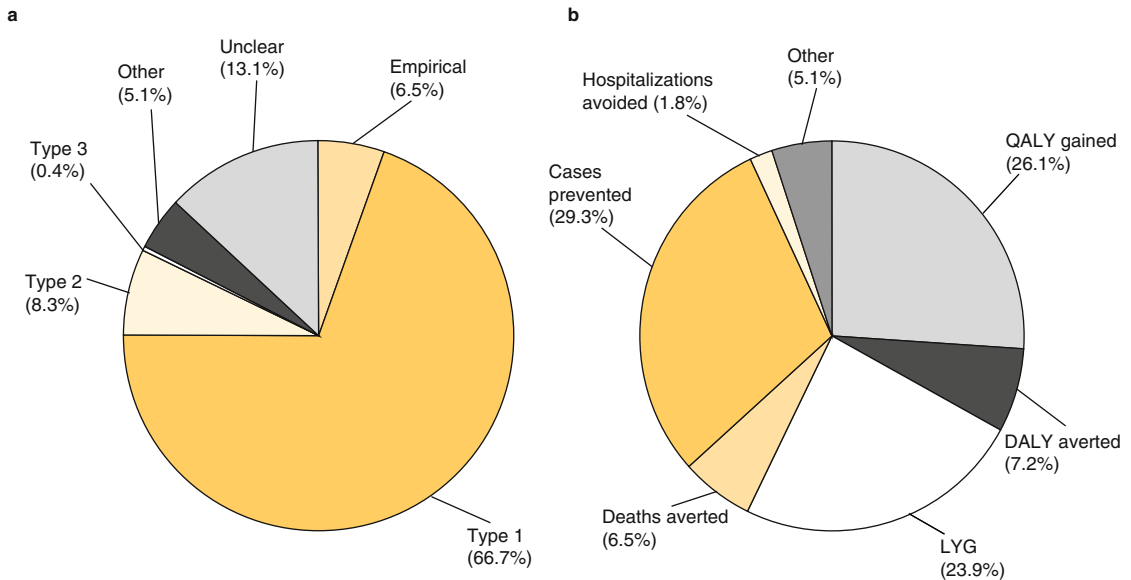 a
Unclear
(13.1%)
Empirical
(6.5%)
Other
(5.1%)
Type 3
(0.4%)
Type 2
(8.3%)
Type 1
(66.7%)
b
Other
(5.1%)
Hospitalizations
avoided (1.8%)
QALY gained
(26.1%)
Cases
prevented
(29.3%)
DALY averted
(7.2%)
Deaths averted
(6.5%)
LYG
(23.9%)